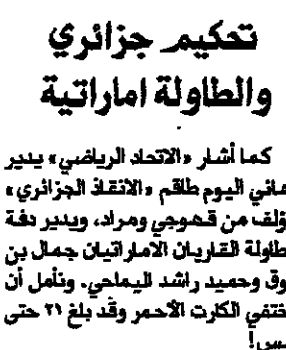 تحكيم جزائري
والطاولة اماراتية
كما أشار «الاتحاد الرياضي» يدير
اليوم طاقم «الانقاذ الجزائري»
من قهوجي ومراد، ويدير دفة
طاولة القاريان الاماراتيان جمال بن
وحميد راشد اليماحي. ونأمل أن
الكارت الأحمر وقد بلغ ٢١ حتى